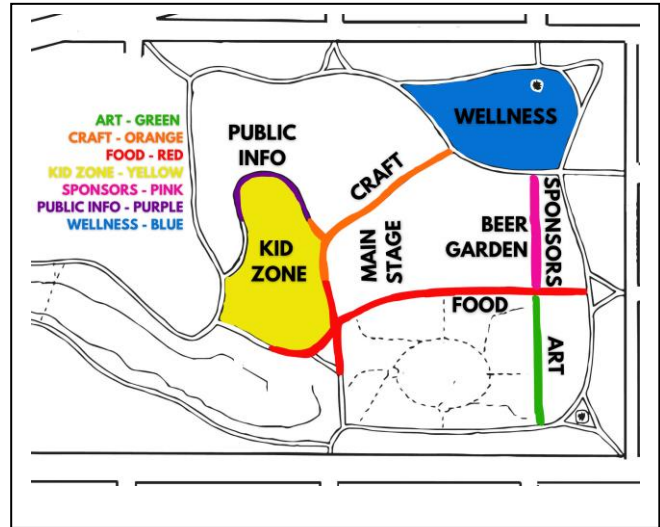 ART - GREEN
CRAFT - ORANGE
FOOD - RED
KID ZONE - YELLOW
SPONSORS - PINK
PUBLIC INFO - PURPLE
WELLNESS - BLUE
PUBLIC
INFO
WELLNESS
CRAFT
KID
ZONE
MAIN
STAGE
BEER
GARDEN
SPONSORS
FOOD
ART